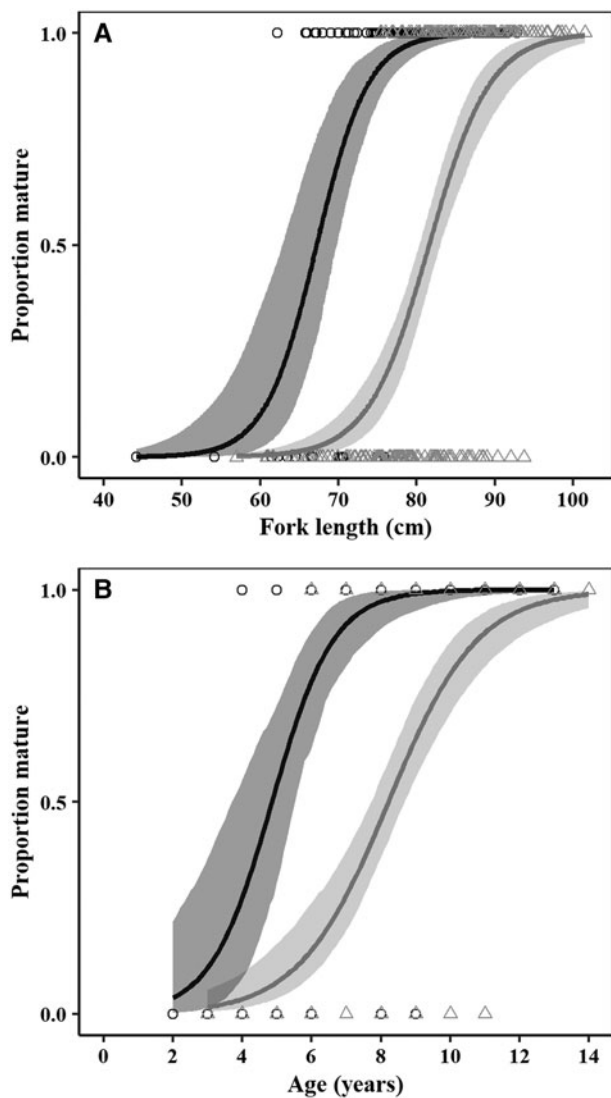 A
1.0
0.5
0.0
Proportion mature
40 50 60 70 80 90 100
Fork length (cm)
B
1.0
0.5
0.0
Proportion mature
0 2 4 6 8 10 12 14
Age (years)